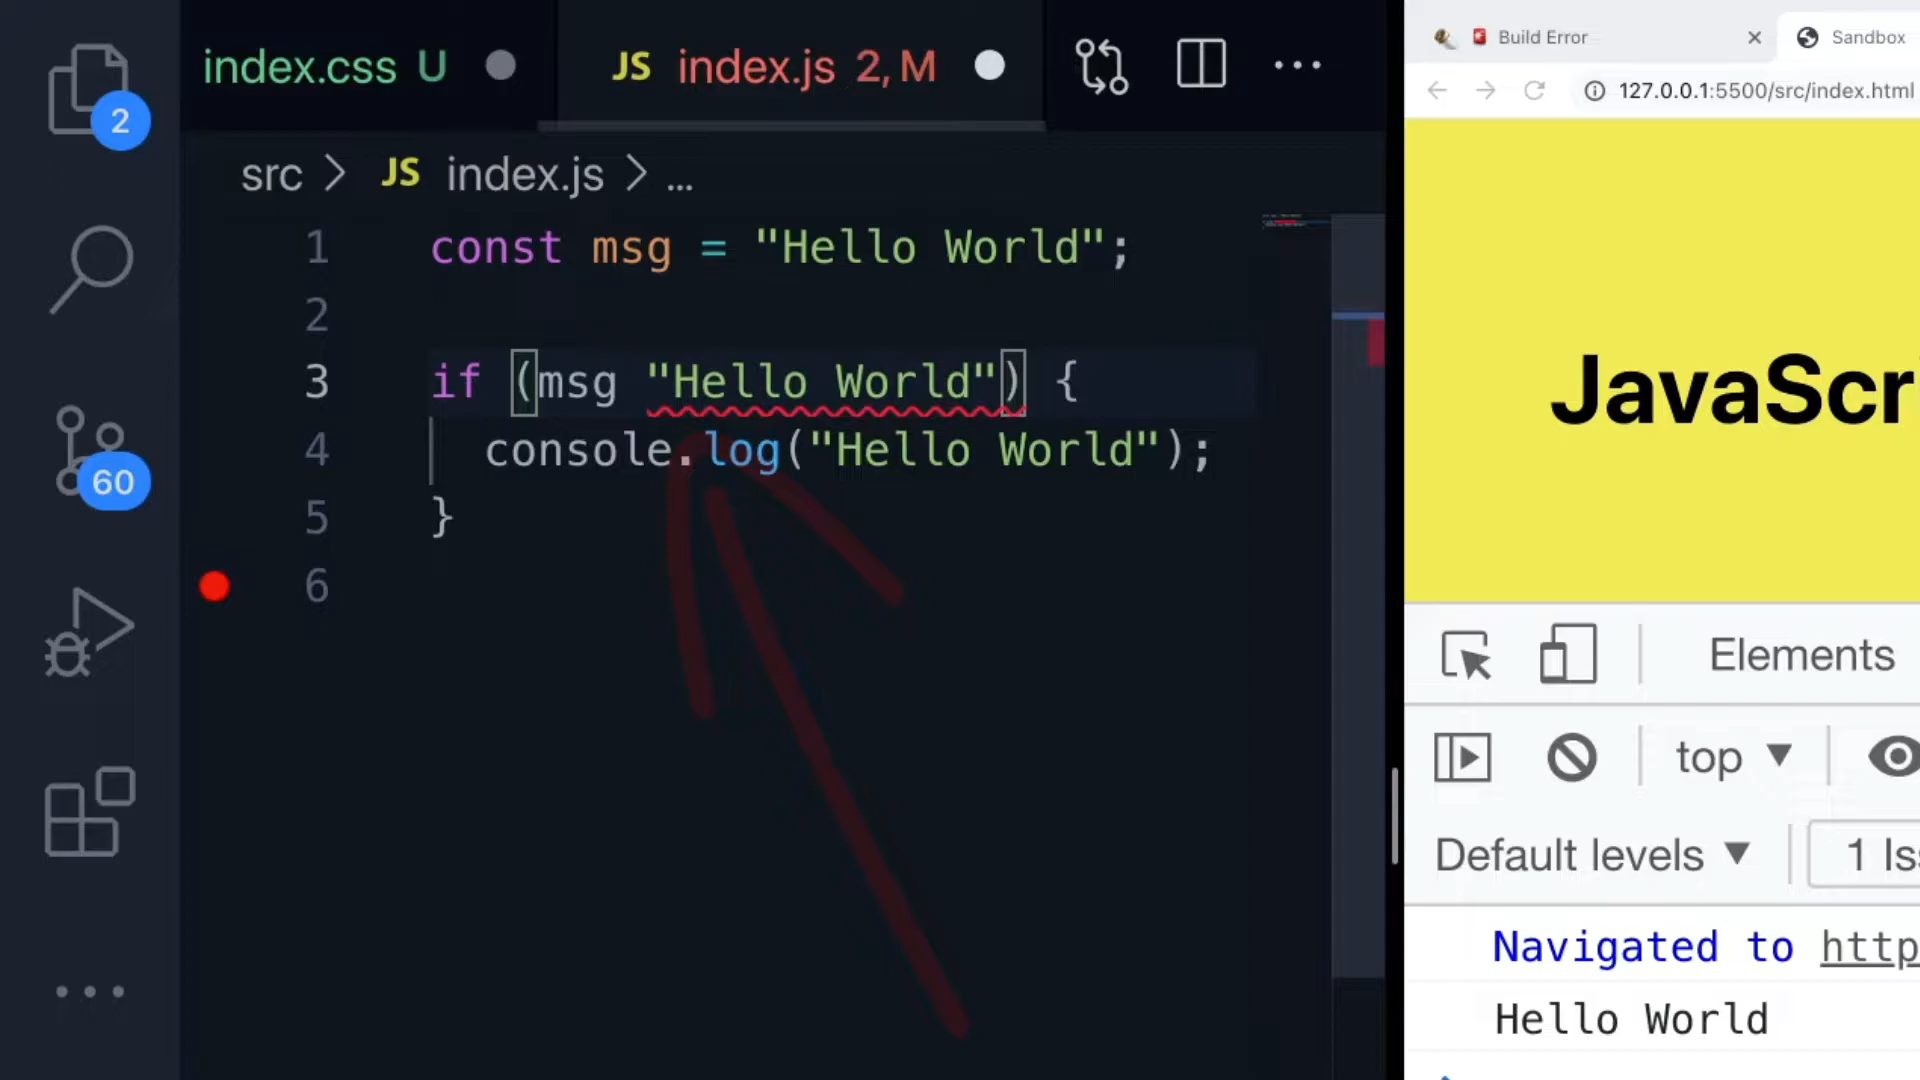 index.css U
JS index.js 2, M
2
src > JS index.js > ...
1 const msg = "Hello World";
2
3 if (msg "Hello World") {
4 console.log("Hello World");
5 }
6
60
Build Error
Sandbox
127.0.0.1:5500/src/index.html
JavaScr
Elements
top
Default levels
1 Iss
Navigated to http
Hello World